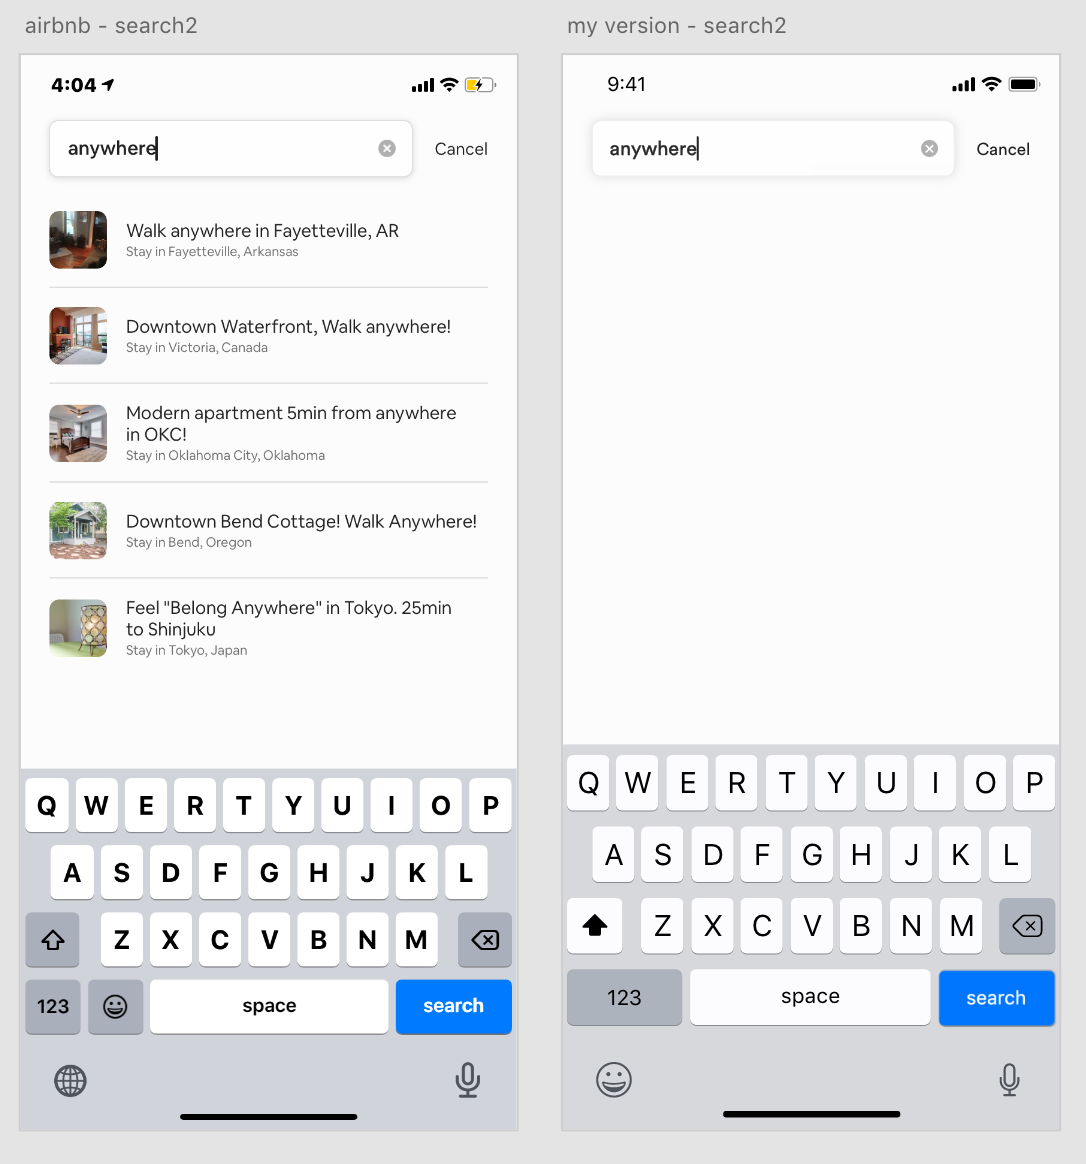 airbnb - search2
4:04
anywhere
Cancel
Walk anywhere in Fayetteville, AR
Stay in Fayetteville, Arkansas
Downtown Waterfront, Walk anywhere!
Stay in Victoria, Canada
Modern apartment 5min from anywhere
in OKC!
Stay in Oklahoma City, Oklahoma
Downtown Bend Cottage! Walk Anywhere!
Stay in Bend, Oregon
Feel "Belong Anywhere" in Tokyo. 25min
to Shinjuku
Stay in Tokyo, Japan
Q W E R T Y U I O P
A S D F G H J K L
Z X C V B N M
123 space search
my version - search2
9:41
anywhere
Cancel
Q W E R T Y U I O P
A S D F G H J K L
Z X C V B N M
123 space search